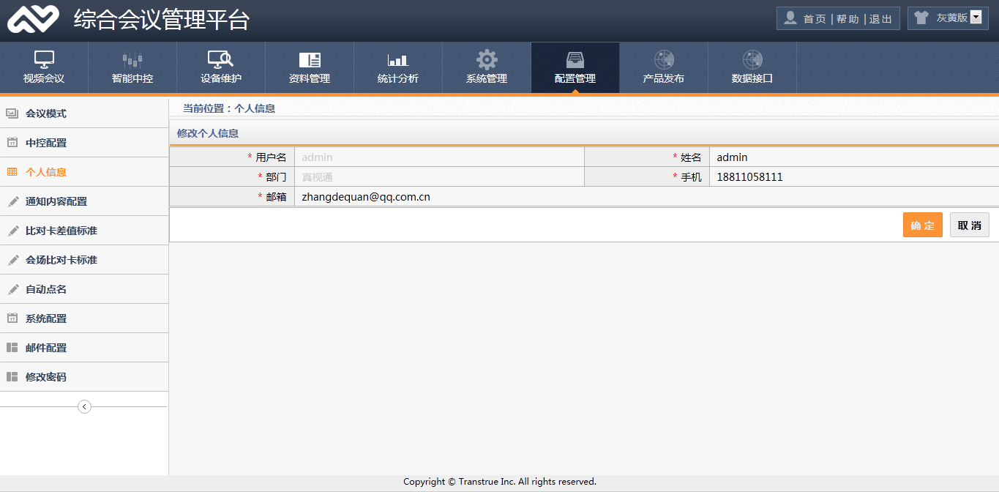 综合会议管理平台
首页 | 帮助 | 退出
灰黄版
视频会议 智能中控 设备维护 资料管理 统计分析 系统管理 配置管理 产品发布 数据接口
会议模式
中控配置
个人信息
通知内容配置
比对卡差值标准
会场比对卡标准
自动点名
系统配置
邮件配置
修改密码
当前位置：个人信息
修改个人信息
* 用户名 admin * 姓名 admin
* 部门 真视通 * 手机 18811058111
* 邮箱 zhangdequan@qq.com.cn
确 定 取 消
Copyright © Transtrue Inc. All rights reserved.